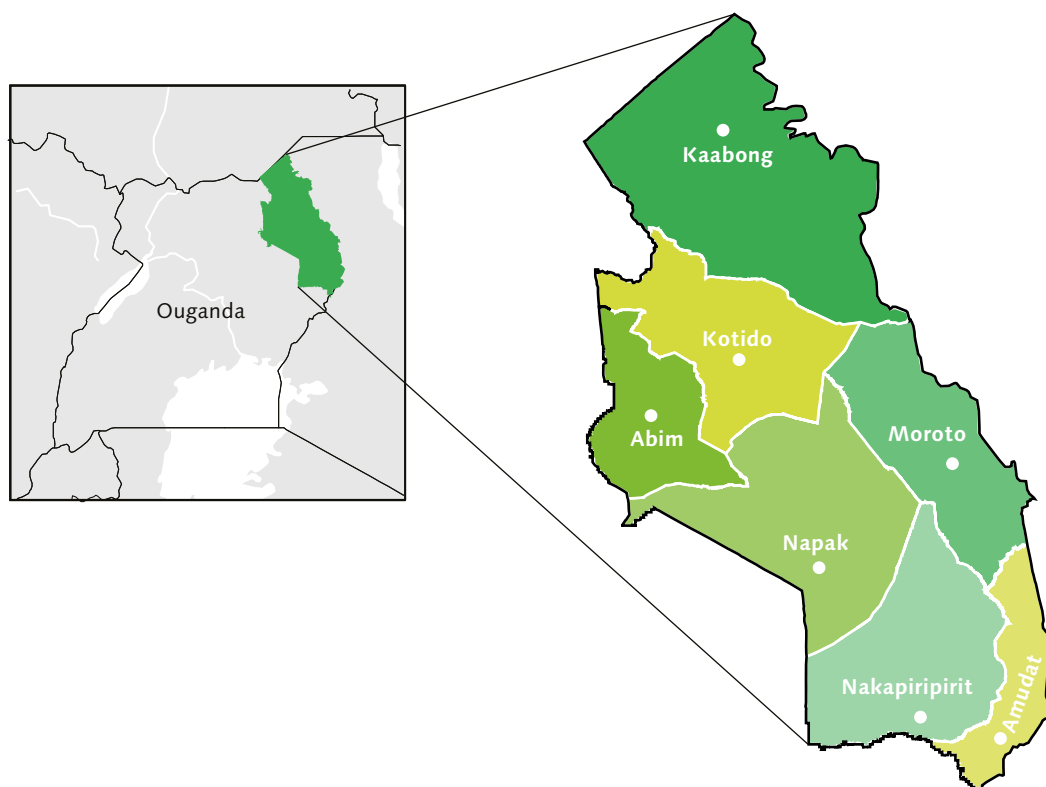 Ouganda
Kaabong
Kotido
Abim
Moroto
Napak
Nakapiripirit
Amudat